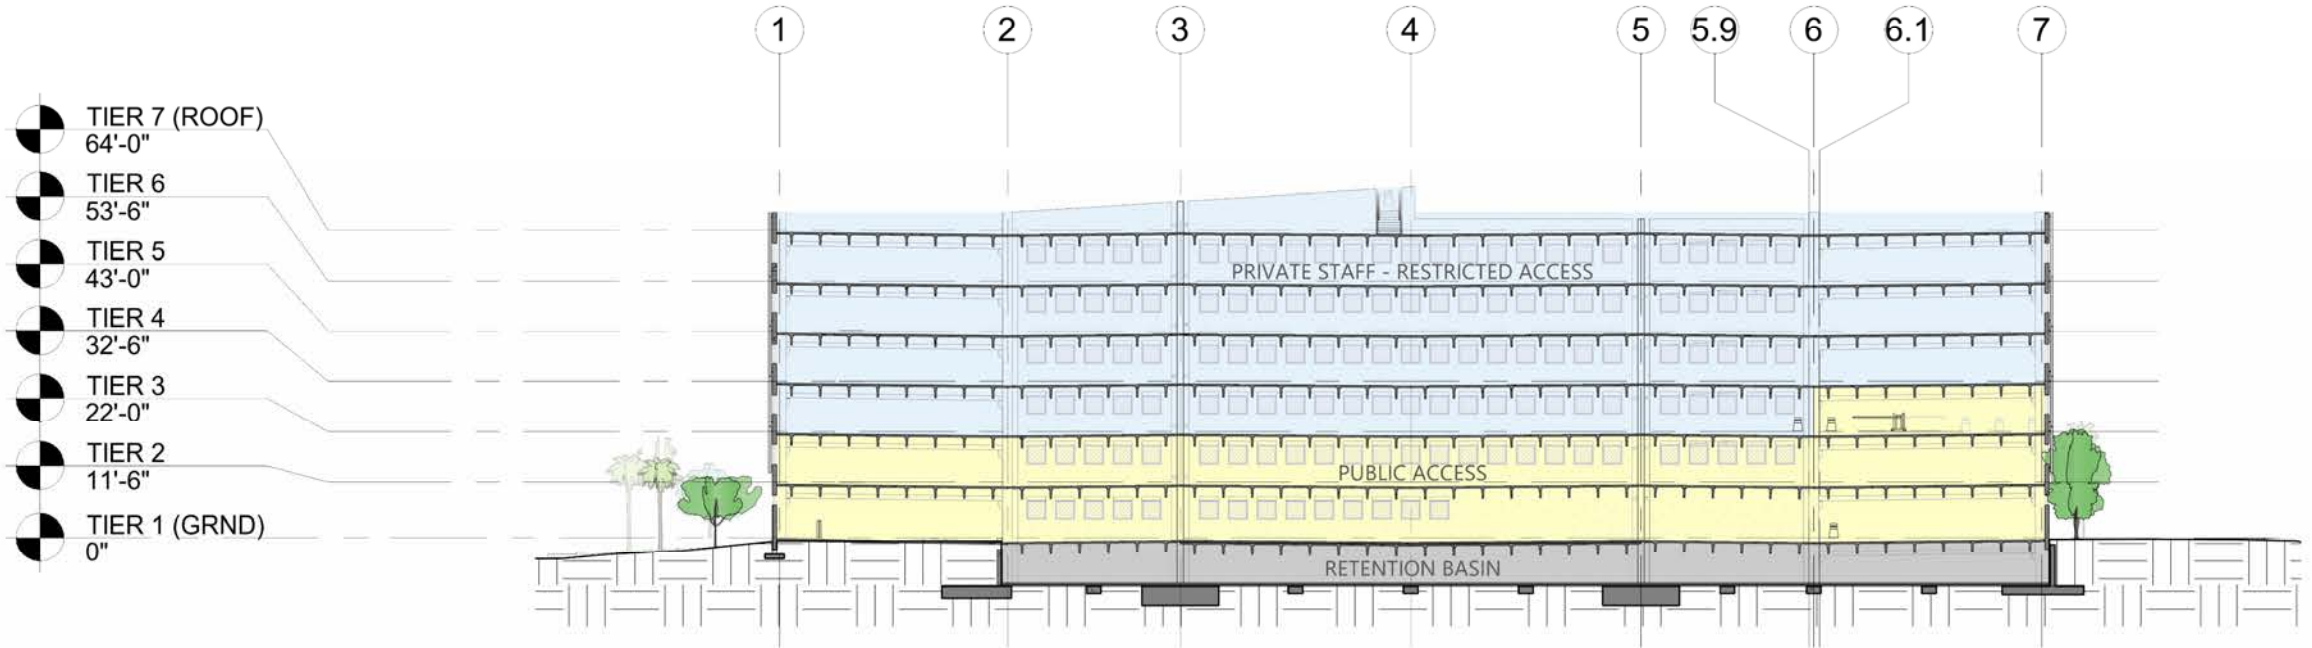 1 2 3 4 5 5.9 6 6.1 7
TIER 7 (ROOF)
64'-0"
TIER 6
53'-6"
TIER 5
43'-0"
TIER 4
32'-6"
TIER 3
22'-0"
TIER 2
11'-6"
TIER 1 (GRND)
0"
PRIVATE STAFF - RESTRICTED ACCESS
PUBLIC ACCESS
RETENTION BASIN